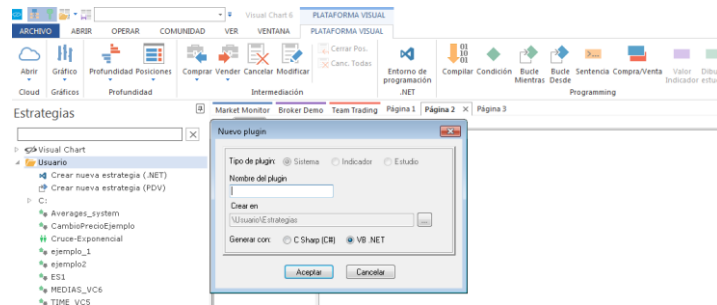 Visual Chart 6 PLATAFORMA VISUAL
ARCHIVO ABRIR OPERAR COMUNIDAD VER VENTANA PLATAFORMA VISUAL
Cerrar Pos.
Canc. Todas
01
10
01
Abrir Gráfico Profundidad Posiciones Comprar Vender Cancelar Modificar Entorno de programación Compilar Condición Bucle Mientras Bucle Desde Sentencia Compra/Venta Valor Indicador
Cloud Gráficos Profundidad Intermediación .NET Programming
Estrategias
Market Monitor Broker Demo Team Trading Página 1 Página 2 X Página 3
Visual Chart
Usuario
Crear nueva estrategia (.NET)
Crear nueva estrategia (PDV)
C:
Averages_system
CambioPrecioEjemplo
Cruce-Exponencial
ejemplo_1
ejemplo2
ES1
MEDIAS_VC6
TIME_VC5
Nuevo plugin
Tipo de plugin: Sistema Indicador Estudio
Nombre del plugin
Crear en
\Usuario\Estrategias
...
Generar con: C Sharp (C#) VB .NET
Aceptar Cancelar